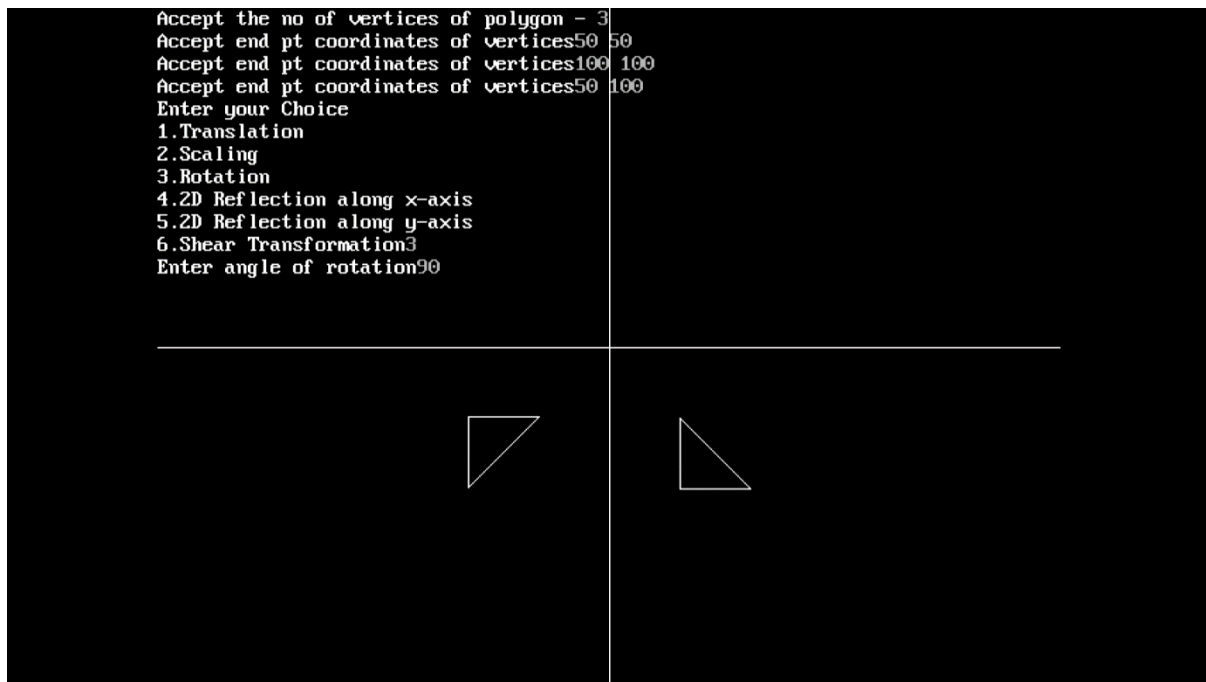 Accept the no of vertices of polygon - 3
Accept end pt coordinates of vertices50 50
Accept end pt coordinates of vertices100 100
Accept end pt coordinates of vertices50 100
Enter your Choice
1.Translation
2.Scaling
3.Rotation
4.2D Reflection along x-axis
5.2D Reflection along y-axis
6.Shear Transformation3
Enter angle of rotation90